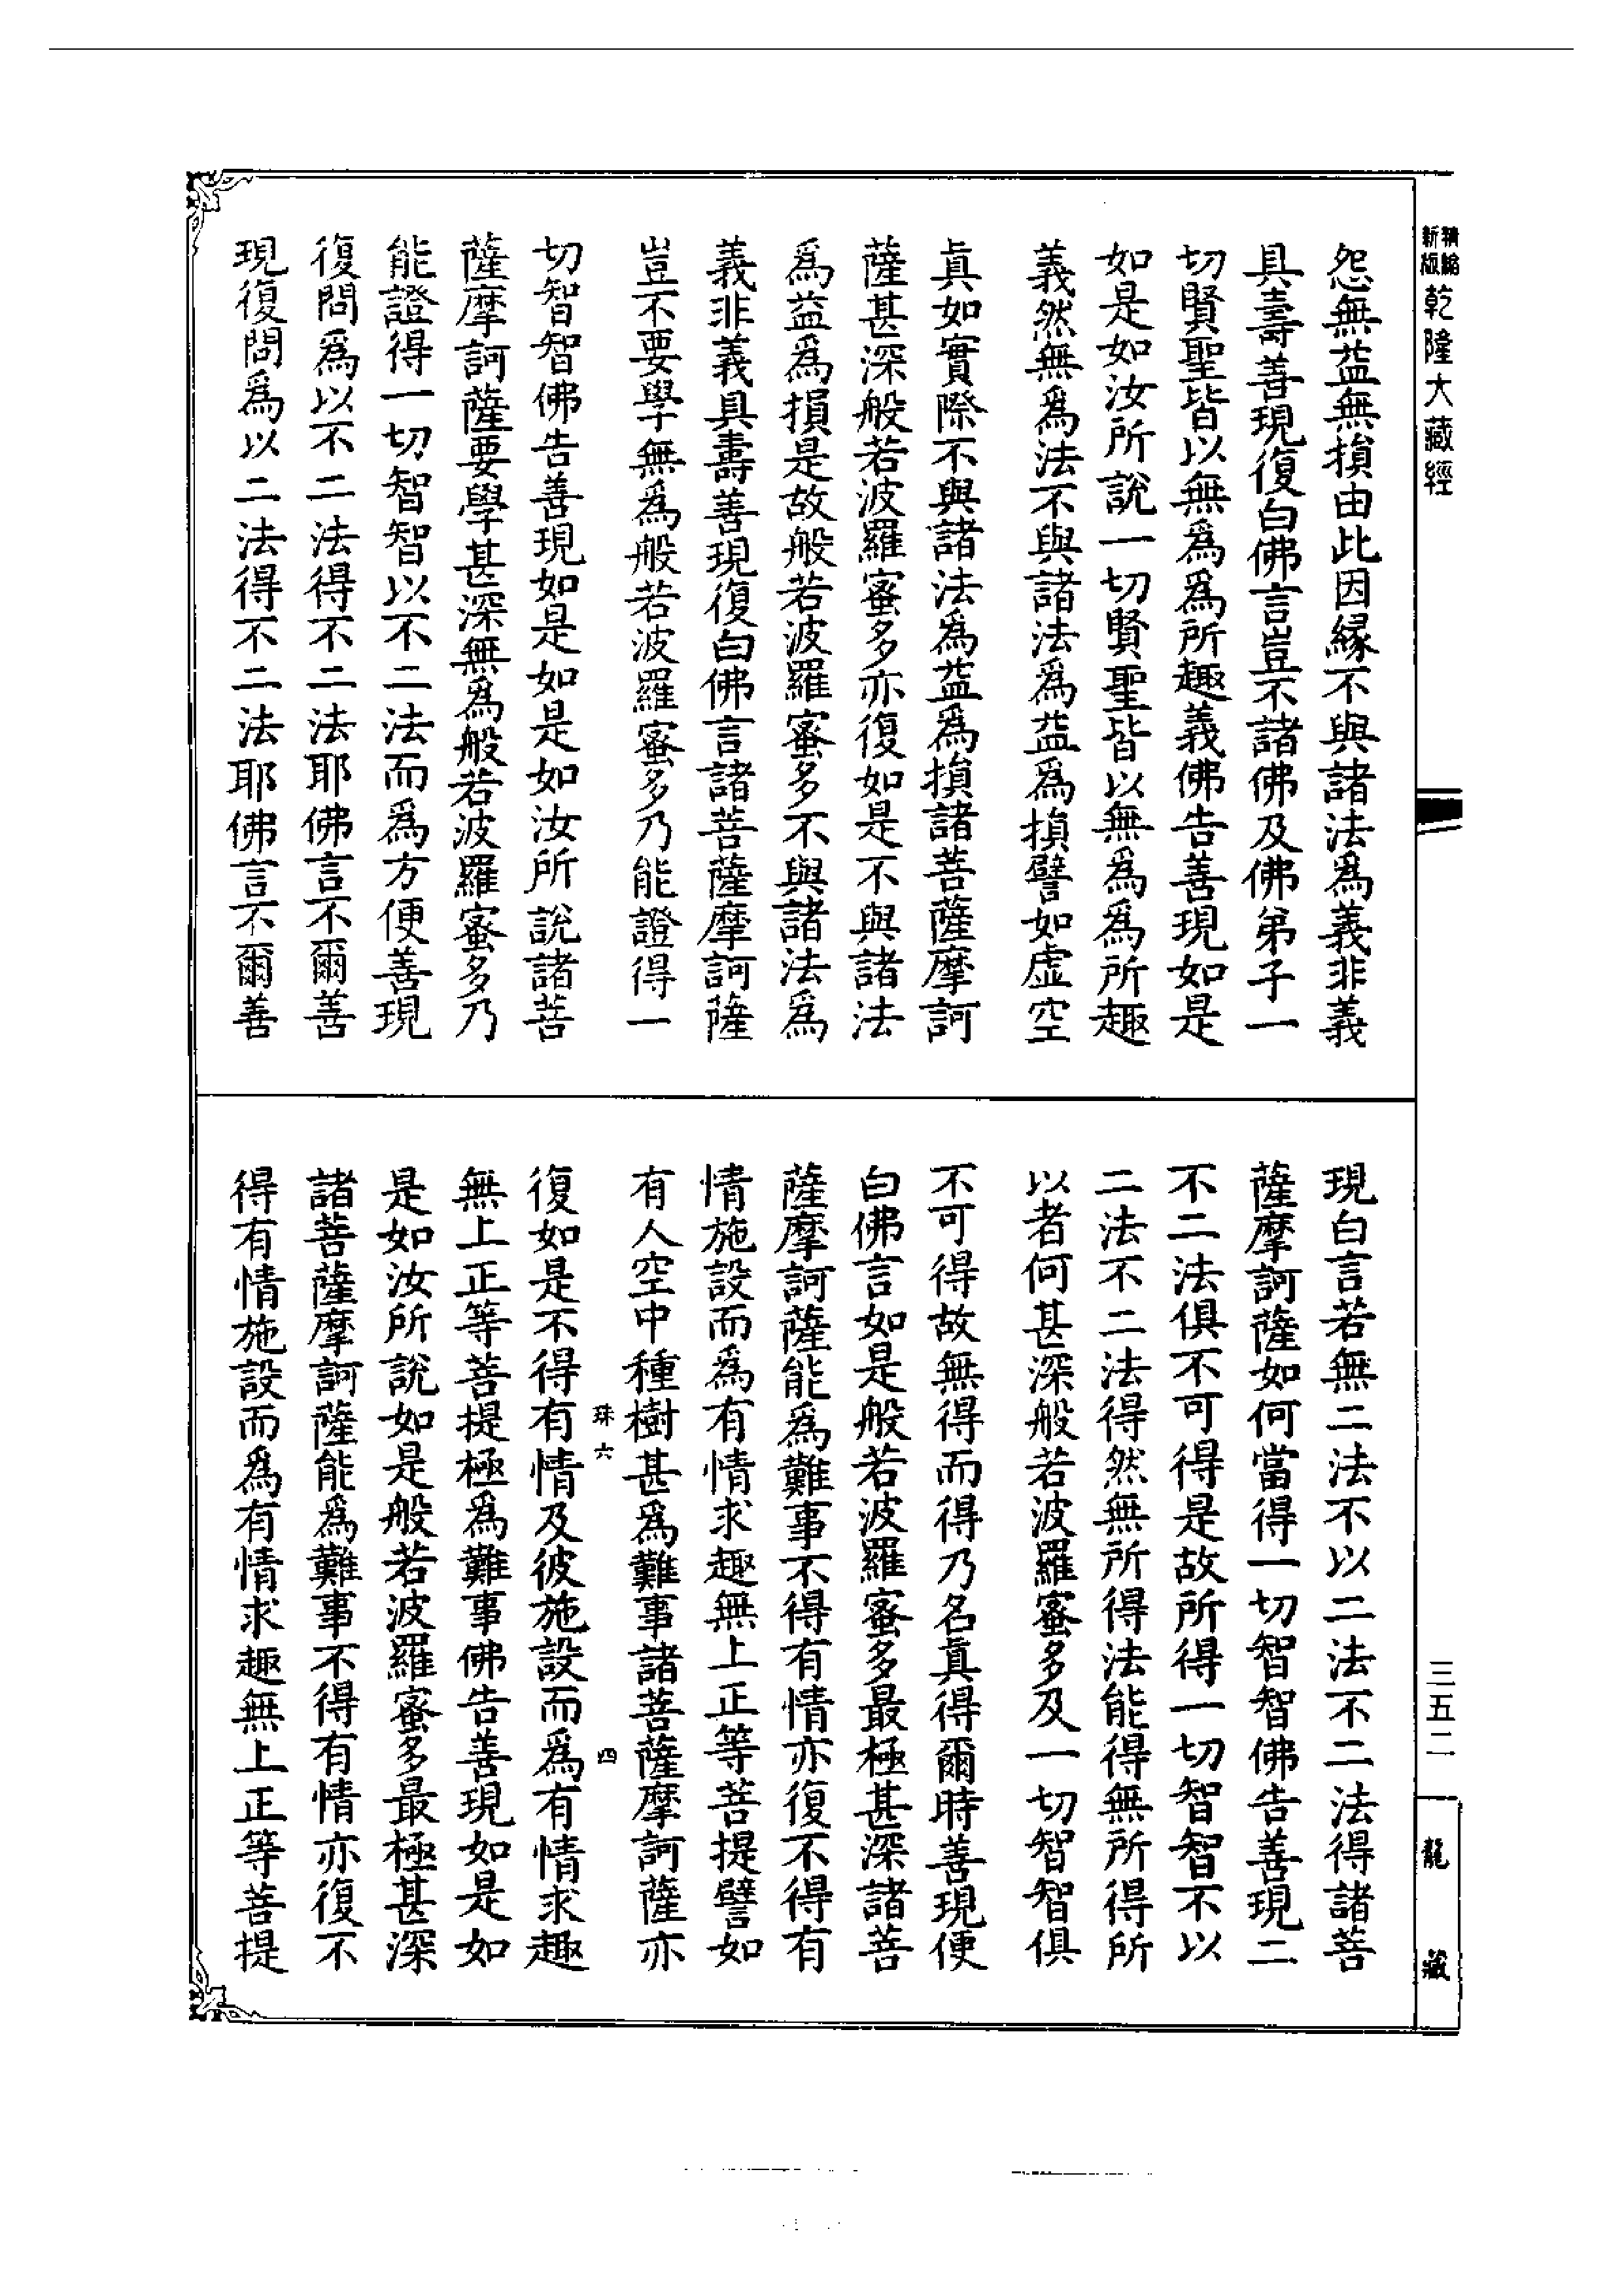 精縮新版乾隆大藏經
怨無益無損由此因緣不與諸法為義非義
具壽善現復白佛言豈不諸佛及佛弟子一
切賢聖皆以無為為所趣義佛告善現如是
如是如汝所說一切賢聖皆以無為為所趣
義然無為法不與諸法為益為損譬如虛空
真如實際不與諸法為益為損諸菩薩摩訶
薩甚深般若波羅蜜多亦復如是不與諸法
為益為損是故般若波羅蜜多不與諸法為
義非義具壽善現復白佛言諸菩薩摩訶薩
豈不要學無為般若波羅蜜多乃能證得一
切智智佛告善現如是如是如汝所說諸菩
薩摩訶薩要學甚深無為般若波羅蜜多乃
能證得一切智智以不二法而為方便善現
復問為以不二法得不二法耶佛言不爾善
現復問為以二法得不二法耶佛言不爾善
現白言若無二法不以二法不二法得諸菩
薩摩訶薩如何當得一切智智佛告善現二
不二法俱不可得是故所得一切智智不以
二法不二法得然無所得法能得無所得所
以者何甚深般若波羅蜜多及一切智智俱
不可得故無得而得乃名真得爾時善現便
白佛言如是般若波羅蜜多最極甚深諸菩
薩摩訶薩能為難事不得有情亦復不得有
情施設而為有情求趣無上正等菩提譬如
有人空中種樹甚為難事諸菩薩摩訶薩亦
珠六 四
復如是不得有情及彼施設而為有情求趣
無上正等菩提極為難事佛告善現如是如
是如汝所說如是般若波羅蜜多最極甚深
諸菩薩摩訶薩能為難事不得有情亦復不
得有情施設而為有情求趣無上正等菩提
三五二
龍藏